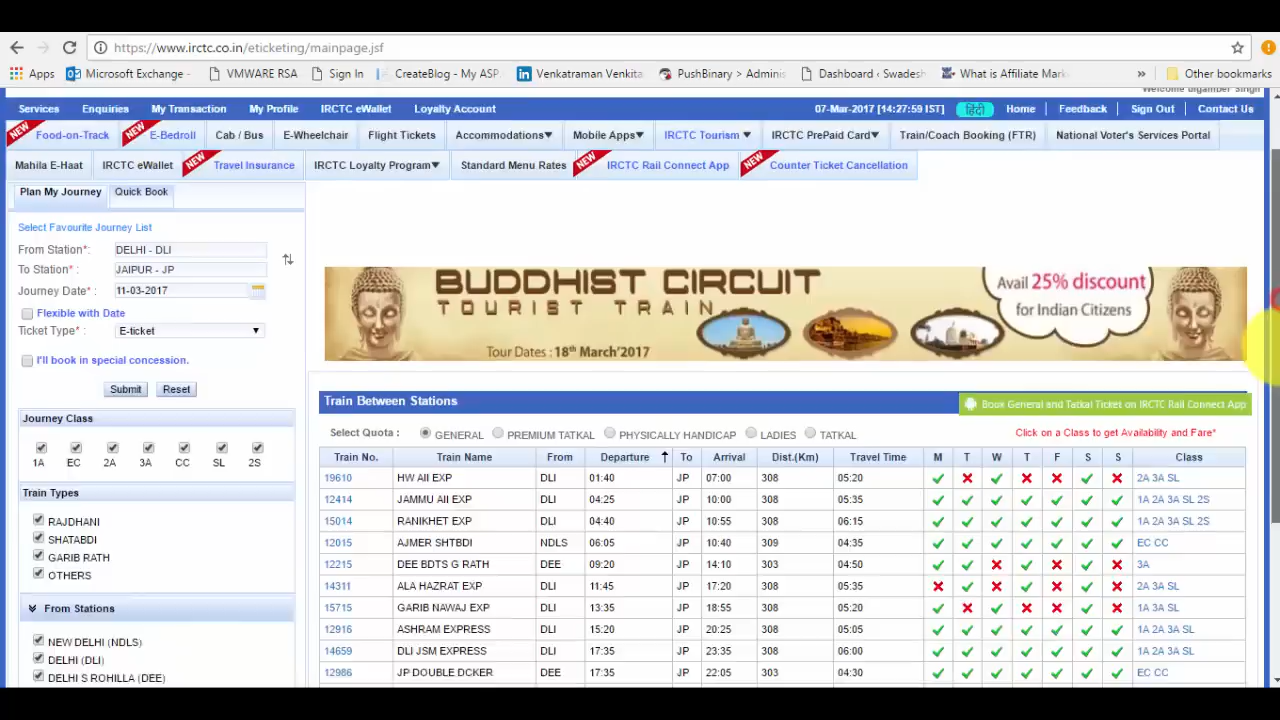 https://www.irctc.co.in/eticketing/mainpage.jsf
Apps Microsoft Exchange - VMWARE RSA Sign In CreateBlog - My ASP. Venkatraman Venkita PushBinary > Adminis Dashboard ‹ Swadesh What is Affiliate Mark » Other bookmarks
Welcome digamber Singh
Services Enquiries My Transaction My Profile IRCTC eWallet Loyalty Account 07-Mar-2017 [14:27:59 IST] हिंदी Home Feedback Sign Out Contact Us
NEW Food-on-Track NEW E-Bedroll Cab / Bus E-Wheelchair Flight Tickets Accommodations▾ Mobile Apps▾ IRCTC Tourism ▾ IRCTC PrePaid Card▾ Train/Coach Booking (FTR) National Voter's Services Portal
Mahila E-Haat IRCTC eWallet NEW Travel Insurance IRCTC Loyalty Program▾ Standard Menu Rates NEW IRCTC Rail Connect App NEW Counter Ticket Cancellation
Plan My Journey Quick Book
Select Favourite Journey List
From Station*: DELHI - DLI
To Station* : JAIPUR - JP
Journey Date* : 11-03-2017
Flexible with Date
Ticket Type* : E-ticket
I'll book in special concession.
Submit Reset
Journey Class
1A EC 2A 3A CC SL 2S
Train Types
RAJDHANI
SHATABDI
GARIB RATH
OTHERS
From Stations
NEW DELHI (NDLS)
DELHI (DLI)
DELHI S ROHILLA (DEE)
BUDDHIST CIRCUIT
TOURIST TRAIN
Tour Dates : 18th March'2017
Avail 25% discount
for Indian Citizens
Train Between Stations
Book General and Tatkal Ticket on IRCTC Rail Connect App
Select Quota : GENERAL PREMIUM TATKAL PHYSICALLY HANDICAP LADIES TATKAL Click on a Class to get Availability and Fare*
Train No. Train Name From Departure ↑ To Arrival Dist.(Km) Travel Time M T W T F S S Class
19610 HW AII EXP DLI 01:40 JP 07:00 308 05:20 2A 3A SL
12414 JAMMU AII EXP DLI 04:25 JP 10:00 308 05:35 1A 2A 3A SL 2S
15014 RANIKHET EXP DLI 04:40 JP 10:55 308 06:15 1A 2A 3A SL 2S
12015 AJMER SHTBDI NDLS 06:05 JP 10:40 309 04:35 EC CC
12215 DEE BDTS G RATH DEE 09:20 JP 14:10 303 04:50 3A
14311 ALA HAZRAT EXP DLI 11:45 JP 17:20 308 05:35 2A 3A SL
15715 GARIB NAWAJ EXP DLI 13:35 JP 18:55 308 05:20 1A 3A SL
12916 ASHRAM EXPRESS DLI 15:20 JP 20:25 308 05:05 1A 2A 3A SL
14659 DLI JSM EXPRESS DLI 17:35 JP 23:35 308 06:00 1A 2A 3A SL
12986 JP DOUBLE DCKER DEE 17:35 JP 22:05 303 04:30 EC CC